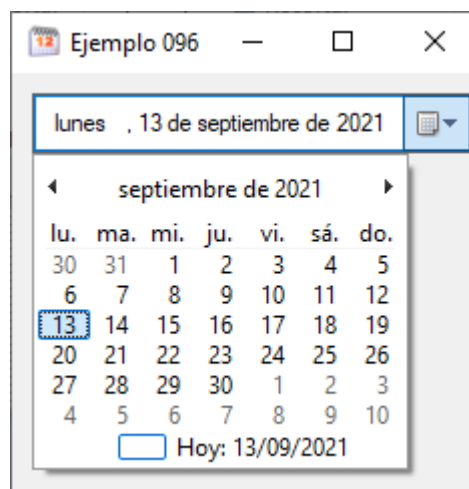 12 Ejemplo 096
lunes , 13 de septiembre de 2021
septiembre de 2021
lu. ma. mi. ju. vi. sá. do.
30 31 1 2 3 4 5
6 7 8 9 10 11 12
13 14 15 16 17 18 19
20 21 22 23 24 25 26
27 28 29 30 1 2 3
4 5 6 7 8 9 10
Hoy: 13/09/2021